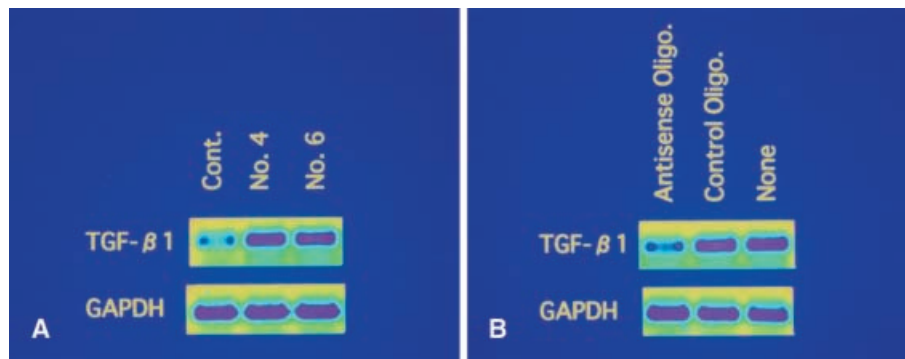 Cont.
No. 4
No. 6
TGF-β1
GAPDH
A
Antisense Oligo.
Control Oligo.
None
TGF-β1
GAPDH
B